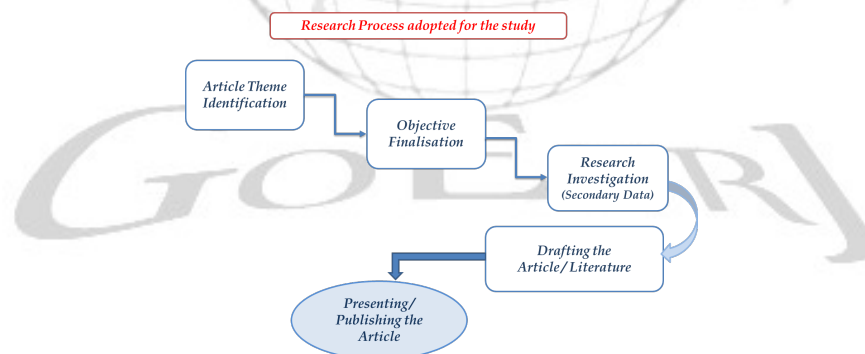 Research Process adopted for the study
Article Theme
Identification
Objective
Finalisation
Research
Investigation
(Secondary Data)
Drafting the
Article/Literature
Presenting/
Publishing the
Article
GOEIRJ